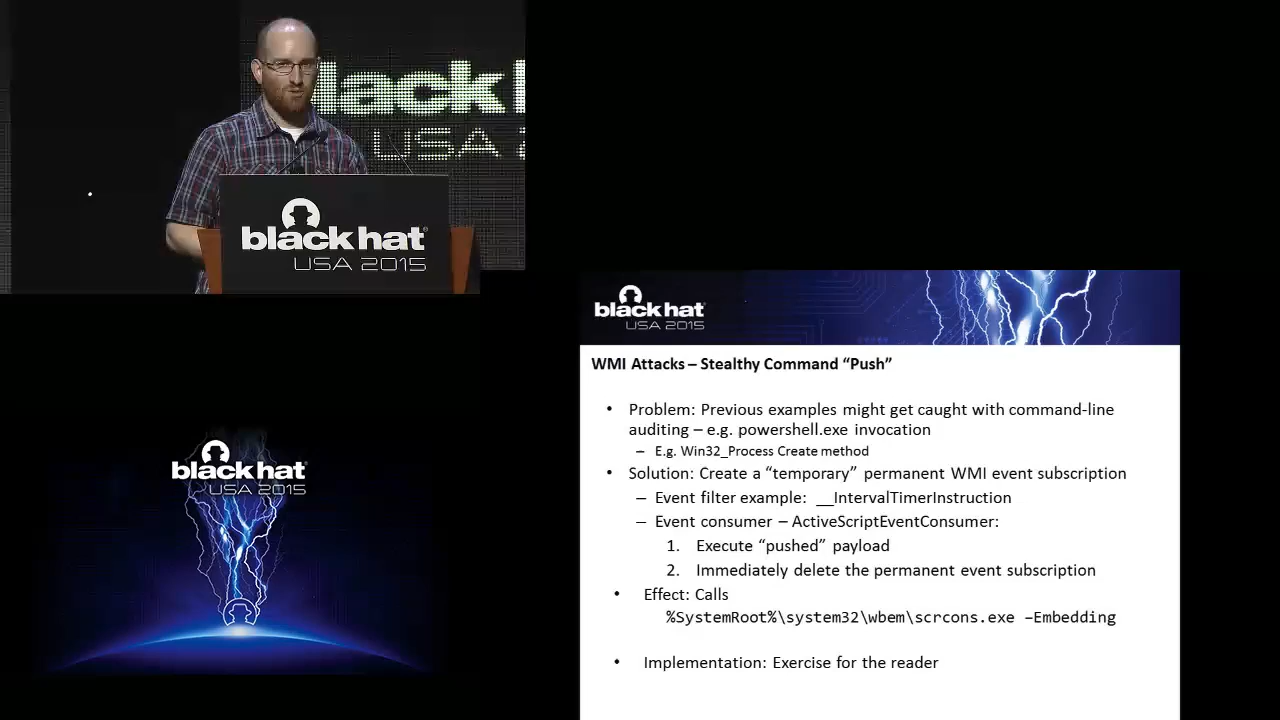 lack
USA 2
black hat
USA 2015
black hat
USA 2015
WMI Attacks – Stealthy Command “Push”
• Problem: Previous examples might get caught with command-line
auditing – e.g. powershell.exe invocation
– E.g. Win32_Process Create method
• Solution: Create a “temporary” permanent WMI event subscription
– Event filter example: __IntervalTimerInstruction
– Event consumer – ActiveScriptEventConsumer:
1. Execute “pushed” payload
2. Immediately delete the permanent event subscription
• Effect: Calls
%SystemRoot%\system32\wbem\scrcons.exe –Embedding
• Implementation: Exercise for the reader
black hat
USA 2015